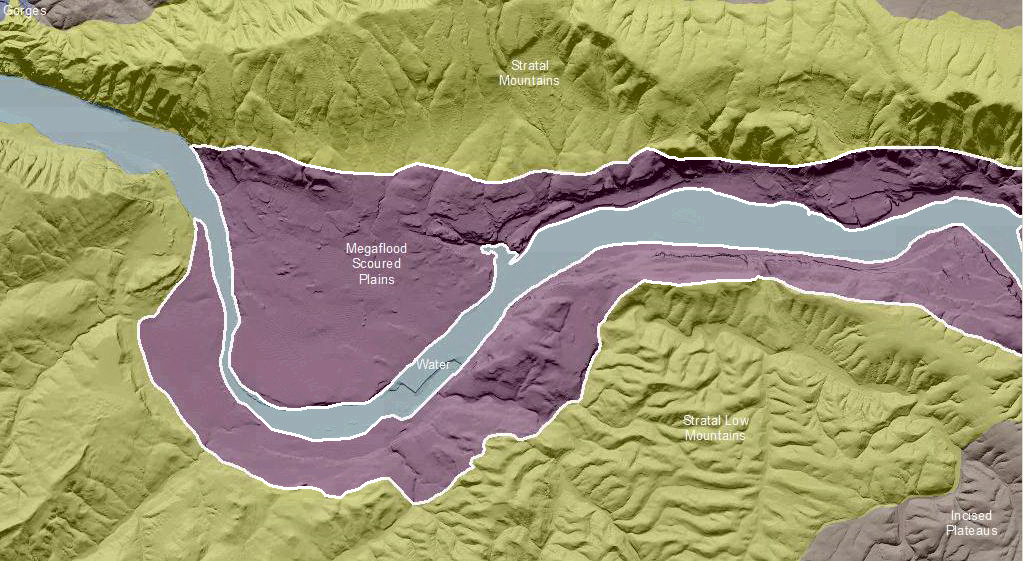 Gorges
Stratal
Mountains
Megaflood
Scoured
Plains
Water
Stratal Low
Mountains
Incised
Plateaus